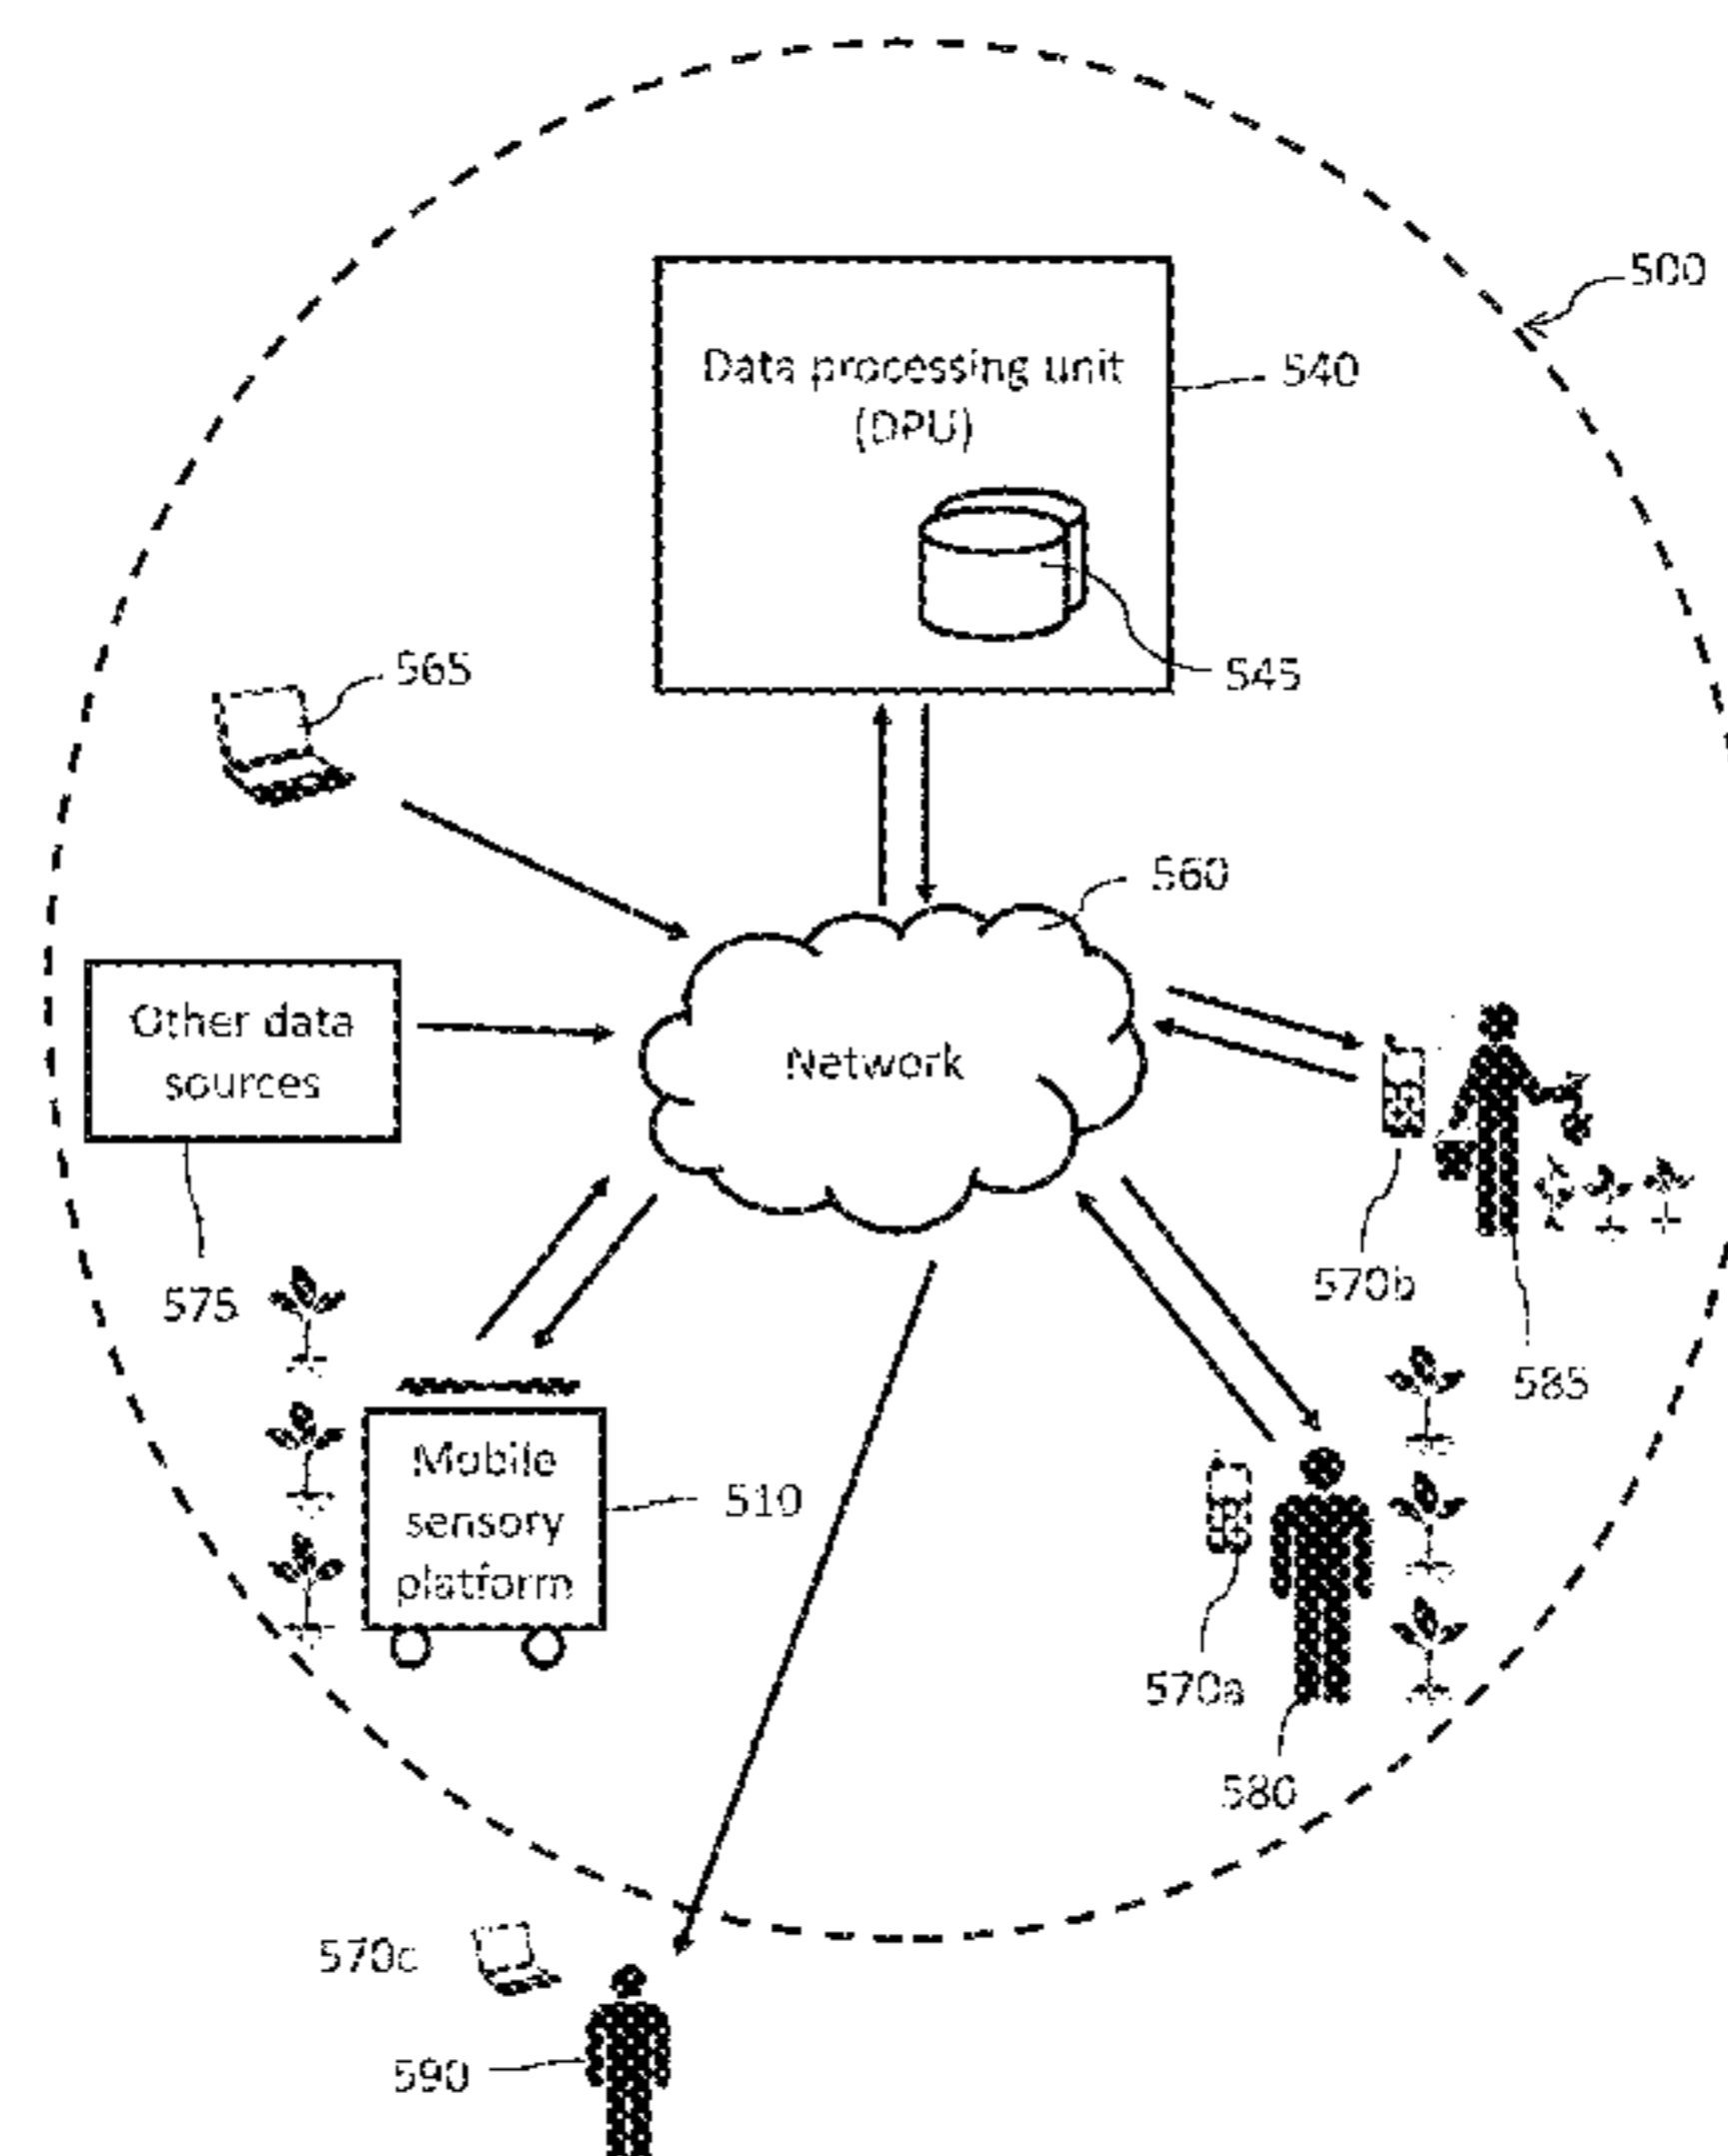 500
Data processing unit
(DPU)
540
545
565
560
Other data
sources
Network
575
570b
585
Mobile
sensory
platform
510
570a
580
570c
590